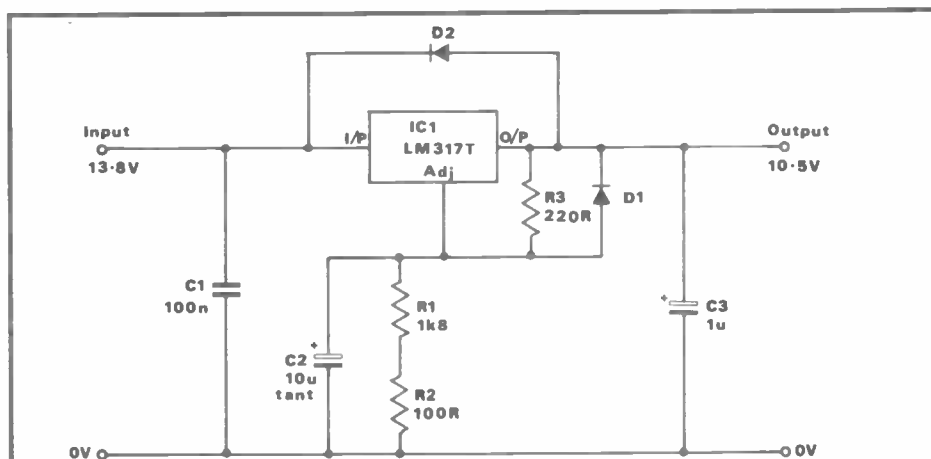 D2
Input
13·8V
I/P
IC1
LM317T
Adj
O/P
Output
10·5V
R3
220R
D1
C1
100n
R1
1k8
C2
10u
tant
+
R2
100R
+
C3
1u
0V
0V